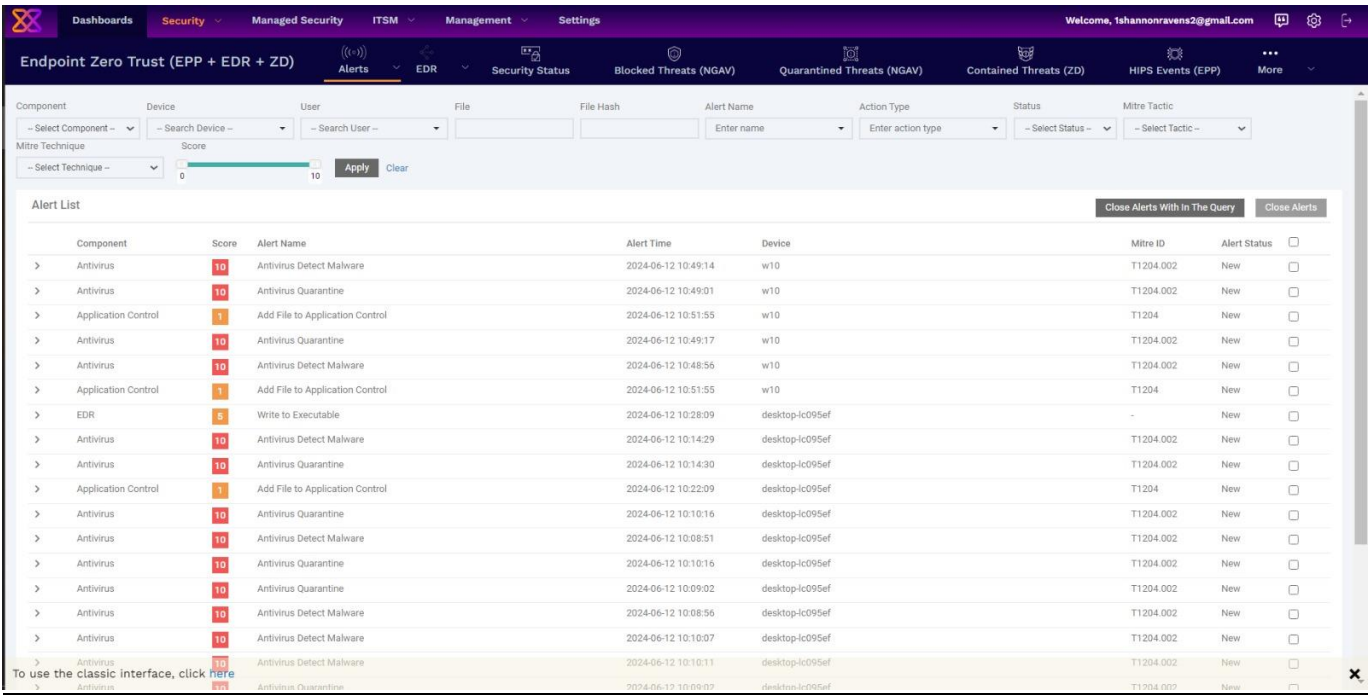 Dashboards Security Managed Security ITSM Management Settings Welcome, 1shannonravens2@gmail.com
Endpoint Zero Trust (EPP + EDR + ZD) Alerts EDR Security Status Blocked Threats (NGAV) Quarantined Threats (NGAV) Contained Threats (ZD) HIPS Events (EPP) More
Component Device User File File Hash Alert Name Action Type Status Mitre Tactic
-- Select Component -- -- Search Device -- -- Search User -- Enter name Enter action type -- Select Status -- -- Select Tactic --
Mitre Technique Score
-- Select Technique -- 0 10 Apply Clear
Alert List Close Alerts With In The Query Close Alerts
Component Score Alert Name Alert Time Device Mitre ID Alert Status
Antivirus 10 Antivirus Detect Malware 2024-06-12 10:49:14 w10 T1204.002 New
Antivirus 10 Antivirus Quarantine 2024-06-12 10:49:01 w10 T1204.002 New
Application Control 1 Add File to Application Control 2024-06-12 10:51:55 w10 T1204 New
Antivirus 10 Antivirus Quarantine 2024-06-12 10:49:17 w10 T1204.002 New
Antivirus 10 Antivirus Detect Malware 2024-06-12 10:48:56 w10 T1204.002 New
Application Control 1 Add File to Application Control 2024-06-12 10:51:55 w10 T1204 New
EDR 5 Write to Executable 2024-06-12 10:28:09 desktop-lc095ef - New
Antivirus 10 Antivirus Detect Malware 2024-06-12 10:14:29 desktop-lc095ef T1204.002 New
Antivirus 10 Antivirus Quarantine 2024-06-12 10:14:30 desktop-lc095ef T1204.002 New
Application Control 1 Add File to Application Control 2024-06-12 10:22:09 desktop-lc095ef T1204 New
Antivirus 10 Antivirus Quarantine 2024-06-12 10:10:16 desktop-lc095ef T1204.002 New
Antivirus 10 Antivirus Detect Malware 2024-06-12 10:08:51 desktop-lc095ef T1204.002 New
Antivirus 10 Antivirus Quarantine 2024-06-12 10:10:16 desktop-lc095ef T1204.002 New
Antivirus 10 Antivirus Quarantine 2024-06-12 10:09:02 desktop-lc095ef T1204.002 New
Antivirus 10 Antivirus Detect Malware 2024-06-12 10:08:56 desktop-lc095ef T1204.002 New
Antivirus 10 Antivirus Detect Malware 2024-06-12 10:10:07 desktop-lc095ef T1204.002 New
Antivirus 10 Antivirus Detect Malware 2024-06-12 10:10:11 desktop-lc095ef T1204.002 New
To use the classic interface, click here
Antivirus 10 Antivirus Quarantine 2024-06-12 10:09:02 desktop-lc095ef T1204.002 New